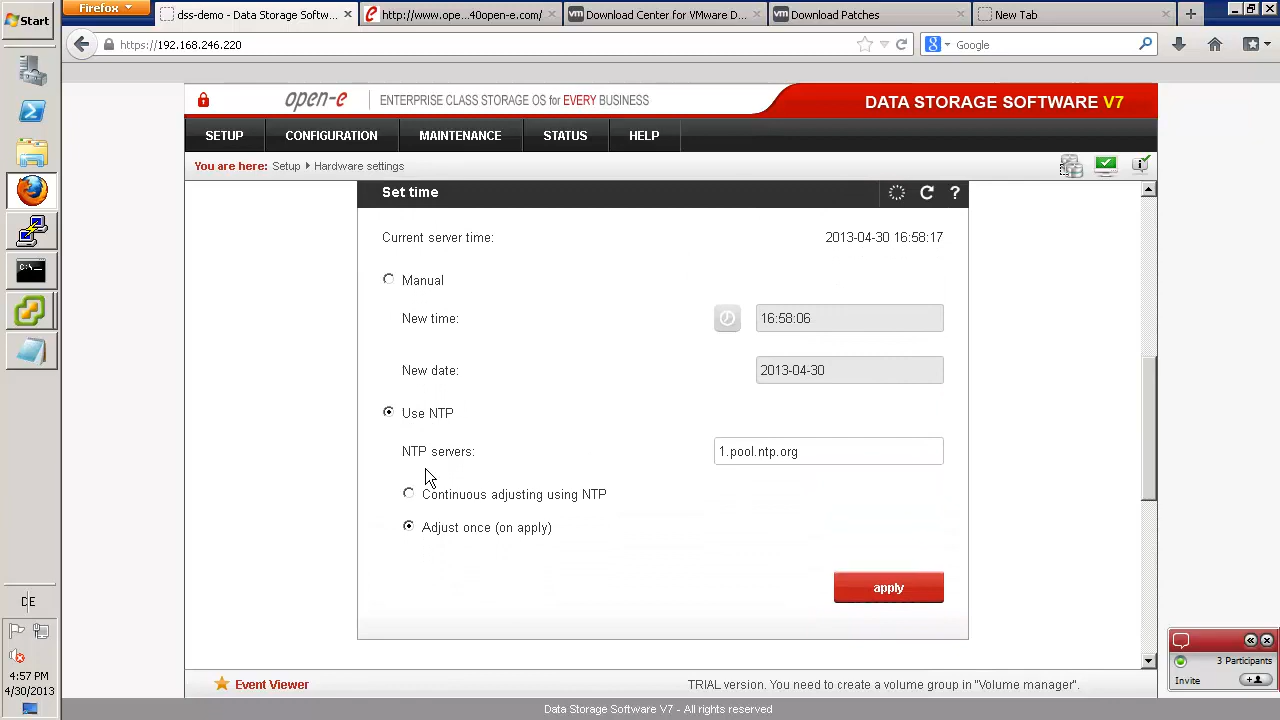 Start
Firefox
dss-demo - Data Storage Softw...
http://www.ope...40open-e.com/
Download Center for VMware D...
Download Patches
New Tab
https://192.168.246.220
Google
open-e
ENTERPRISE CLASS STORAGE OS for EVERY BUSINESS
DATA STORAGE SOFTWARE V7
SETUP
CONFIGURATION
MAINTENANCE
STATUS
HELP
You are here: Setup Hardware settings
Set time
Current server time:
2013-04-30 16:58:17
Manual
New time:
16:58:06
New date:
2013-04-30
Use NTP
NTP servers:
1.pool.ntp.org
Continuous adjusting using NTP
Adjust once (on apply)
apply
DE
4:57 PM
4/30/2013
3 Participants
Invite
Event Viewer
TRIAL version. You need to create a volume group in "Volume manager".
Data Storage Software V7 - All rights reserved